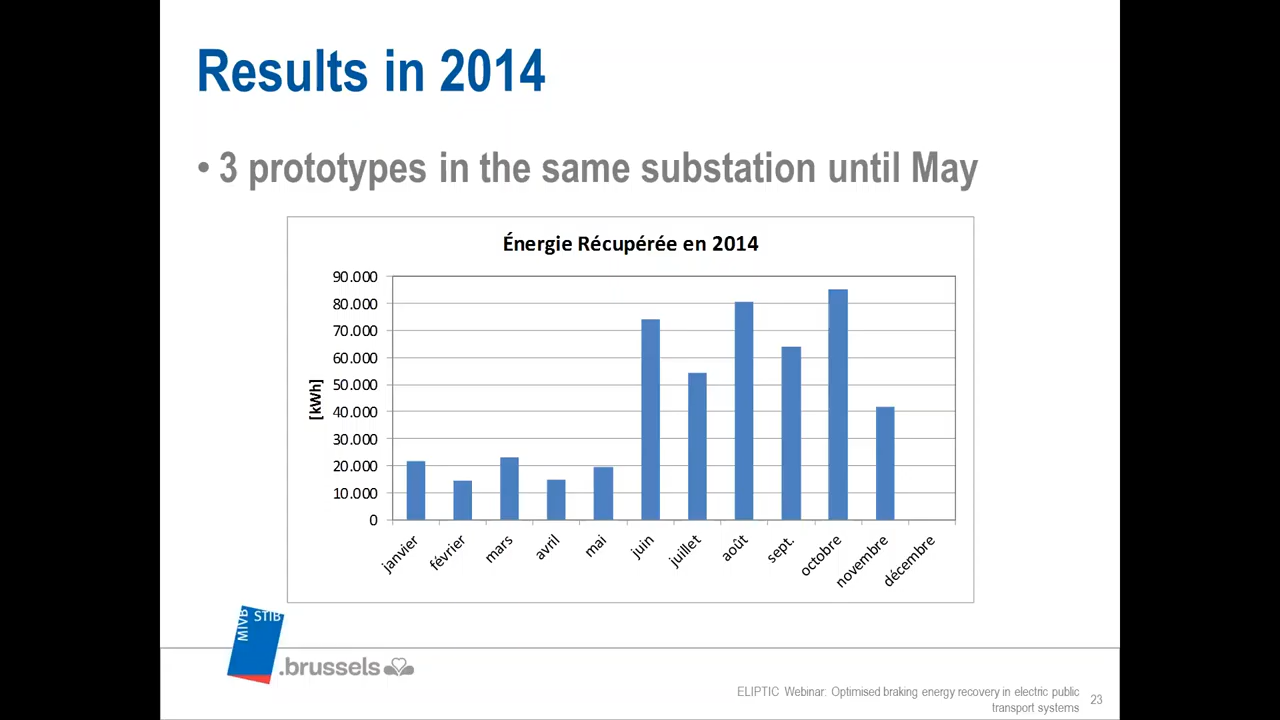 Results in 2014
• 3 prototypes in the same substation until May
Énergie Récupérée en 2014
90.000
80.000
70.000
60.000
50.000
40.000
30.000
20.000
10.000
0
[kWh]
janvier
février
mars
avril
mai
juin
juillet
août
sept.
octobre
novembre
décembre
MIVB
STIB
.brussels
ELIPTIC Webinar: Optimised braking energy recovery in electric public
transport systems
23